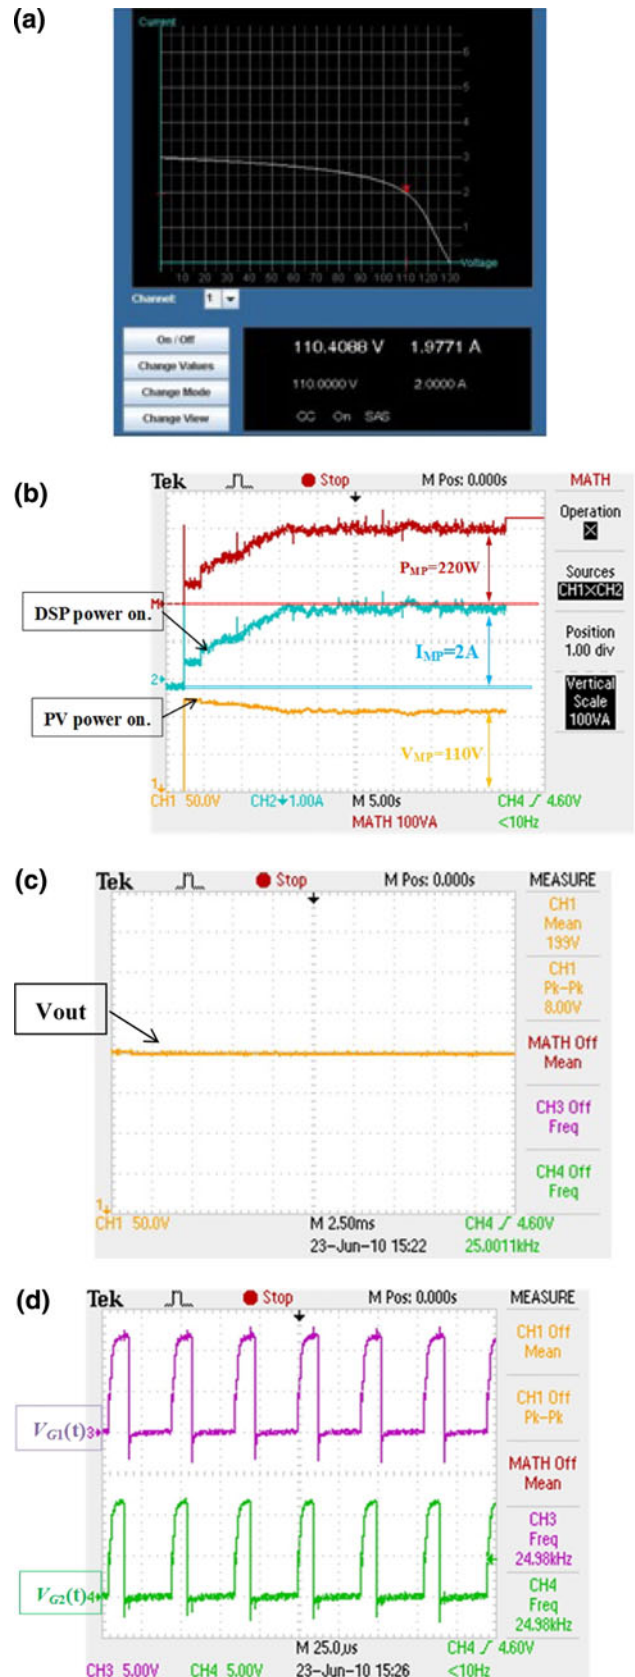 (a)
Current
6
5
4
3
2
1
10 20 30 40 50 60 70 80 90 100 110 120 130
Voltage
Channel: 1
On / Off
Change Values
Change Mode
Change View
110.4088 V 1.9771 A
110.0000 V 2.0000 A
CC On SAS
(b)
Tek Stop M Pos: 0.000s MATH
Operation
Sources
CH1×CH2
Position
1.00 div
Vertical
Scale
100VA
PMP=220W
M
DSP power on.
IMP=2A
2
PV power on.
VMP=110V
1
CH1 50.0V CH2 1.00A M 5.00s CH4 4.60V
MATH 100VA <10Hz
(c)
Tek Stop M Pos: 0.000s MEASURE
CH1
Mean
199V
CH1
Pk-Pk
8.00V
MATH Off
Mean
CH3 Off
Freq
CH4 Off
Freq
Vout
1
CH1 50.0V M 2.50ms CH4 4.60V
23-Jun-10 15:22 25.0011kHz
(d)
Tek Stop M Pos: 0.000s MEASURE
CH1 Off
Mean
CH1 Off
Pk-Pk
MATH Off
Mean
CH3
Freq
24.98kHz
CH4
Freq
24.98kHz
VG1(t) 3
VG2(t) 4
M 25.0µs CH4 4.60V
CH3 5.00V CH4 5.00V 23-Jun-10 15:26 <10Hz